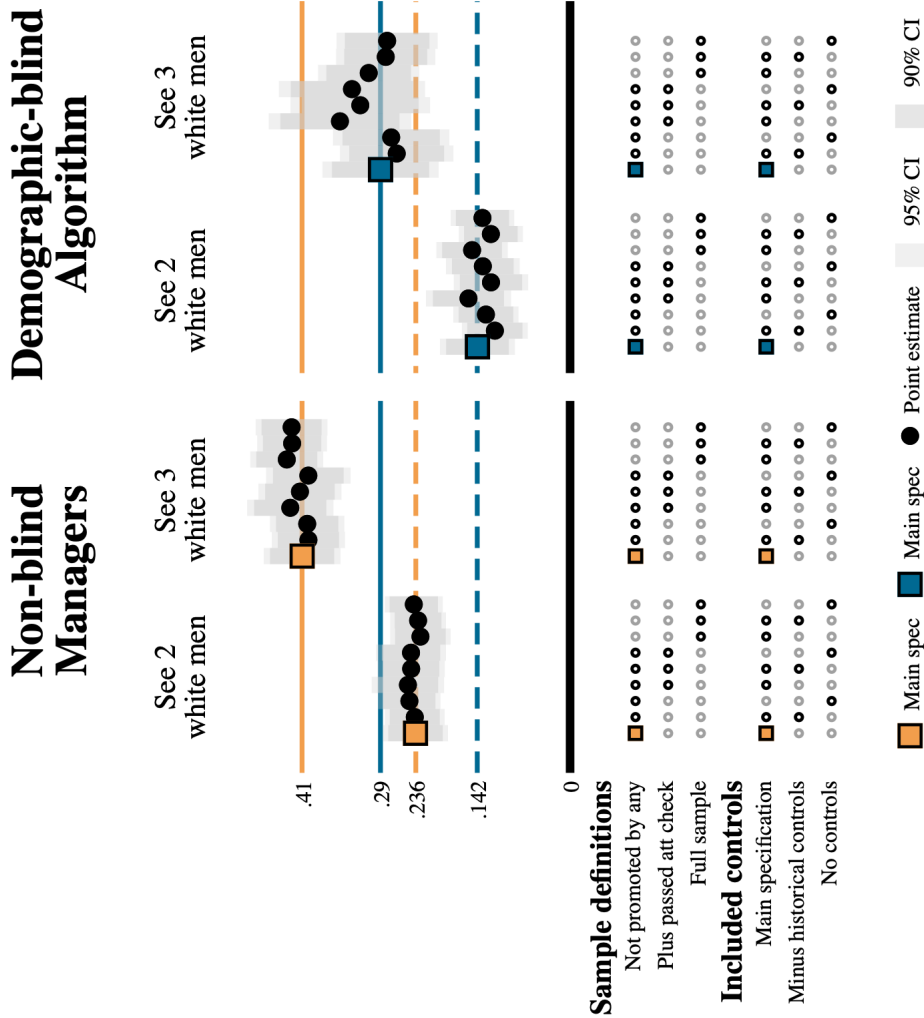 Non-blind
Managers
Demographic-blind
Algorithm
See 2
white men
See 3
white men
See 2
white men
See 3
white men
.41
.29
.236
.142
0
Sample definitions
Not promoted by any
Plus passed att check
Full sample
Included controls
Main specification
Minus historical controls
No controls
Main spec
Main spec
Point estimate
95% CI
90% CI